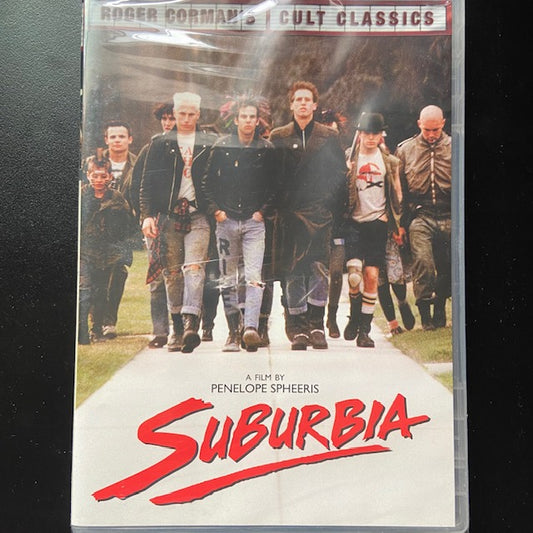 ROGER CORMAN'S CULT CLASSICS
A FILM BY
PENELOPE SPHEERIS
SUBURBIA